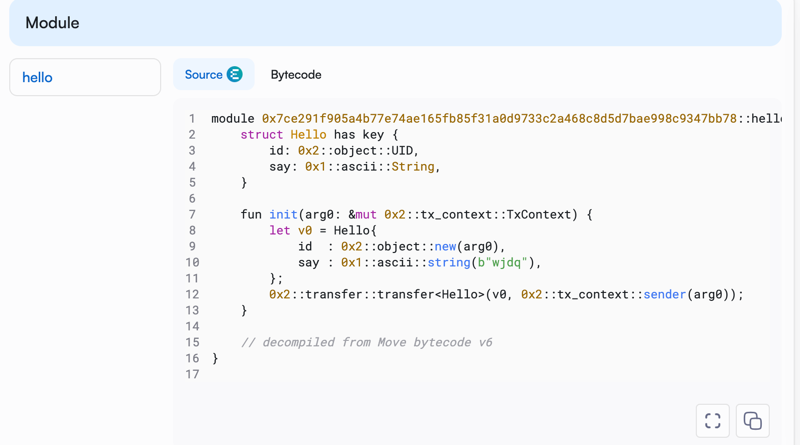 Module
hello
Source
Bytecode
1 module 0x7ce291f905a4b77e74ae165fb85f31a0d9733c2a468c8d5d7bae998c9347bb78::hello
2     struct Hello has key {
3         id: 0x2::object::UID,
4         say: 0x1::ascii::String,
5     }
6
7     fun init(arg0: &mut 0x2::tx_context::TxContext) {
8         let v0 = Hello{
9             id  : 0x2::object::new(arg0),
10             say : 0x1::ascii::string(b"wjdq"),
11         };
12         0x2::transfer::transfer<Hello>(v0, 0x2::tx_context::sender(arg0));
13     }
14
15     // decompiled from Move bytecode v6
16 }
17